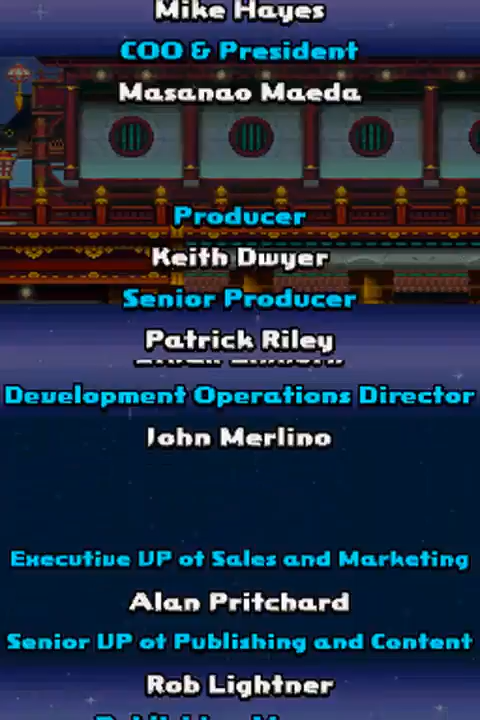 Mike Hayes
COO & President
Masanao Maeda
Producer
Keith Dwyer
Senior Producer
Patrick Riley
Development Operations Director
John Merlino
Executive VP of Sales and Marketing
Alan Pritchard
Senior VP of Publishing and Content
Rob Lightner